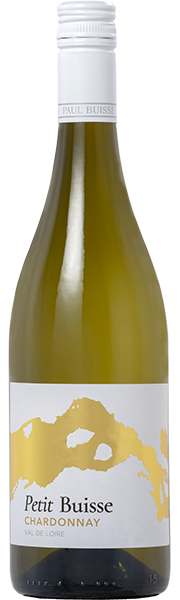 PAUL BUISSE
Petit Buisse
CHARDONNAY
VAL DE LOIRE